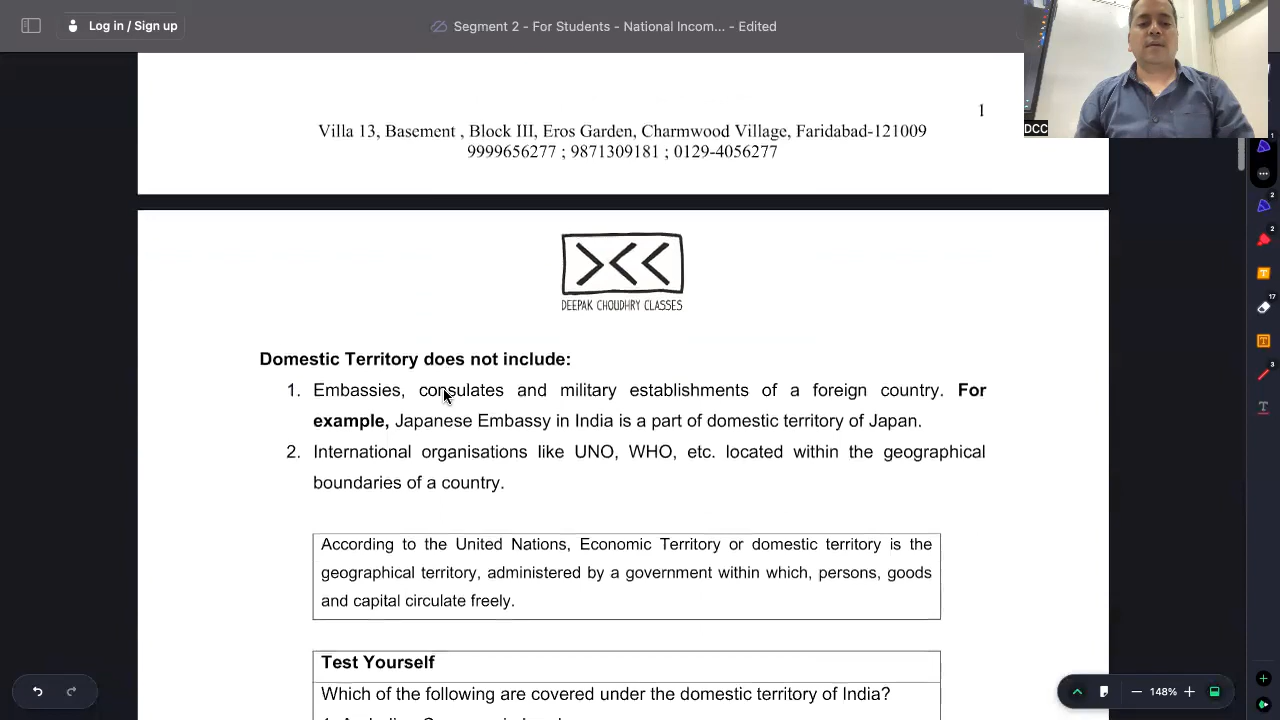 Log in / Sign up
Segment 2 - For Students - National Incom... - Edited
DCC
1
Villa 13, Basement , Block III, Eros Garden, Charmwood Village, Faridabad-121009
9999656277 ; 9871309181 ; 0129-4056277
DEEPAK CHOUDHRY CLASSES
Domestic Territory does not include:
1. Embassies, consulates and military establishments of a foreign country. For
example, Japanese Embassy in India is a part of domestic territory of Japan.
2. International organisations like UNO, WHO, etc. located within the geographical
boundaries of a country.
According to the United Nations, Economic Territory or domestic territory is the
geographical territory, administered by a government within which, persons, goods
and capital circulate freely.
Test Yourself
Which of the following are covered under the domestic territory of India?
148%